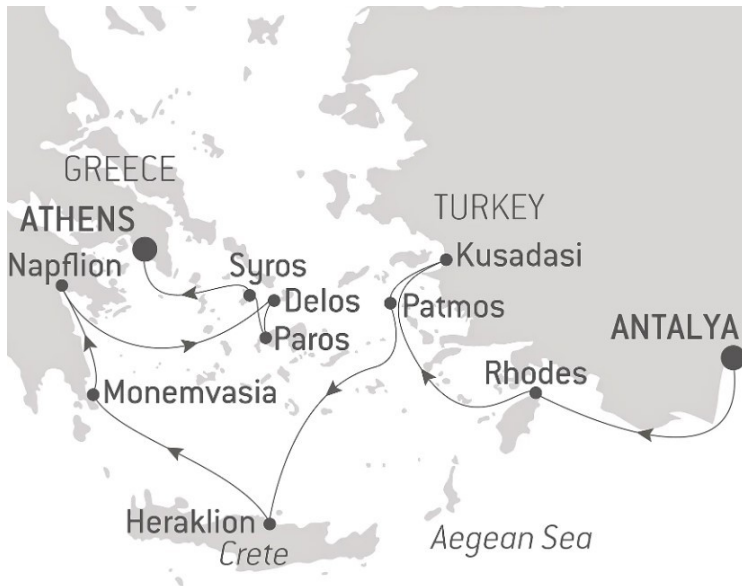 GREECE
ATHENS
Napflion
Syros
Delos
Paros
Monemvasia
Heraklion
Crete
TURKEY
Kusadasi
Patmos
Rhodes
ANTALYA
Aegean Sea